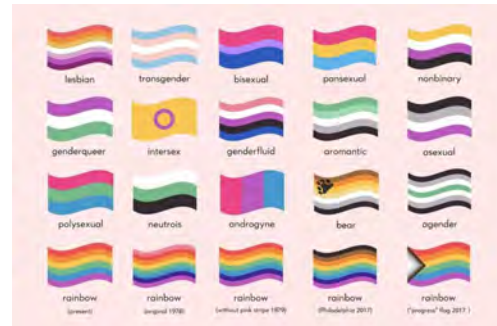 lesbian transgender bisexual pansexual nonbinary
genderqueer intersex genderfluid aromantic asexual
polysexual neutrois androgyne bear agender
rainbow rainbow rainbow rainbow rainbow
(present) (original 1978) (without pink stripe 1979) (Philadelphia 2017) ("progress" flag 2017)